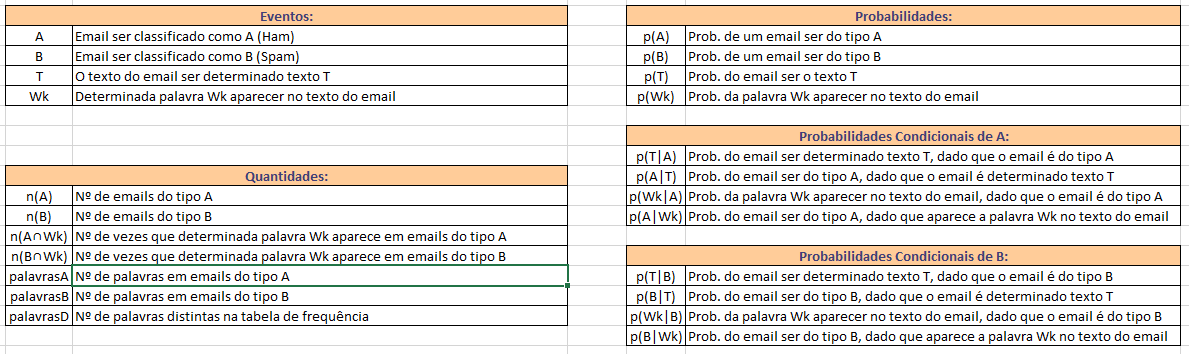 Eventos:
A Email ser classificado como A (Ham)
B Email ser classificado como B (Spam)
T O texto do email ser determinado texto T
Wk Determinada palavra Wk aparecer no texto do email
Quantidades:
n(A) Nº de emails do tipo A
n(B) Nº de emails do tipo B
n(A∩Wk) Nº de vezes que determinada palavra Wk aparece em emails do tipo A
n(B∩Wk) Nº de vezes que determinada palavra Wk aparece em emails do tipo B
palavrasA Nº de palavras em emails do tipo A
palavrasB Nº de palavras em emails do tipo B
palavrasD Nº de palavras distintas na tabela de frequência
Probabilidades:
p(A) Prob. de um email ser do tipo A
p(B) Prob. de um email ser do tipo B
p(T) Prob. do email ser o texto T
p(Wk) Prob. da palavra Wk aparecer no texto do email
Probabilidades Condicionais de A:
p(T|A) Prob. do email ser determinado texto T, dado que o email é do tipo A
p(A|T) Prob. do email ser do tipo A, dado que o email é determinado texto T
p(Wk|A) Prob. da palavra Wk aparecer no texto do email, dado que o email é do tipo A
p(A|Wk) Prob. do email ser do tipo A, dado que aparece a palavra Wk no texto do email
Probabilidades Condicionais de B:
p(T|B) Prob. do email ser determinado texto T, dado que o email é do tipo B
p(B|T) Prob. do email ser do tipo B, dado que o email é determinado texto T
p(Wk|B) Prob. da palavra Wk aparecer no texto do email, dado que o email é do tipo B
p(B|Wk) Prob. do email ser do tipo B, dado que aparece a palavra Wk no texto do email